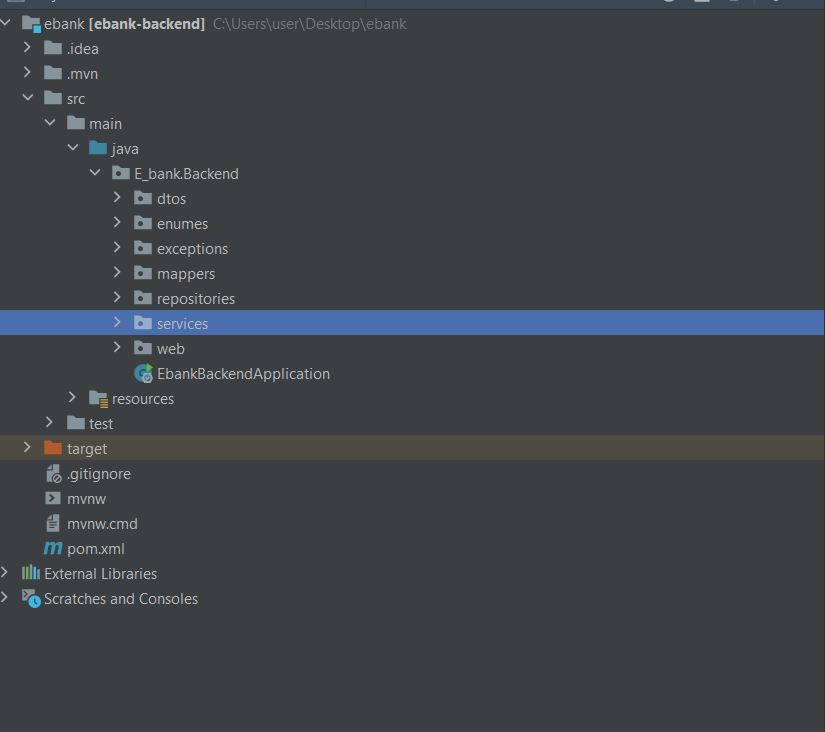 ebank [ebank-backend] C:\Users\user\Desktop\ebank
.idea
.mvn
src
main
java
E_bank.Backend
dtos
enumes
exceptions
mappers
repositories
services
web
EbankBackendApplication
resources
test
target
.gitignore
mvnw
mvnw.cmd
pom.xml
External Libraries
Scratches and Consoles